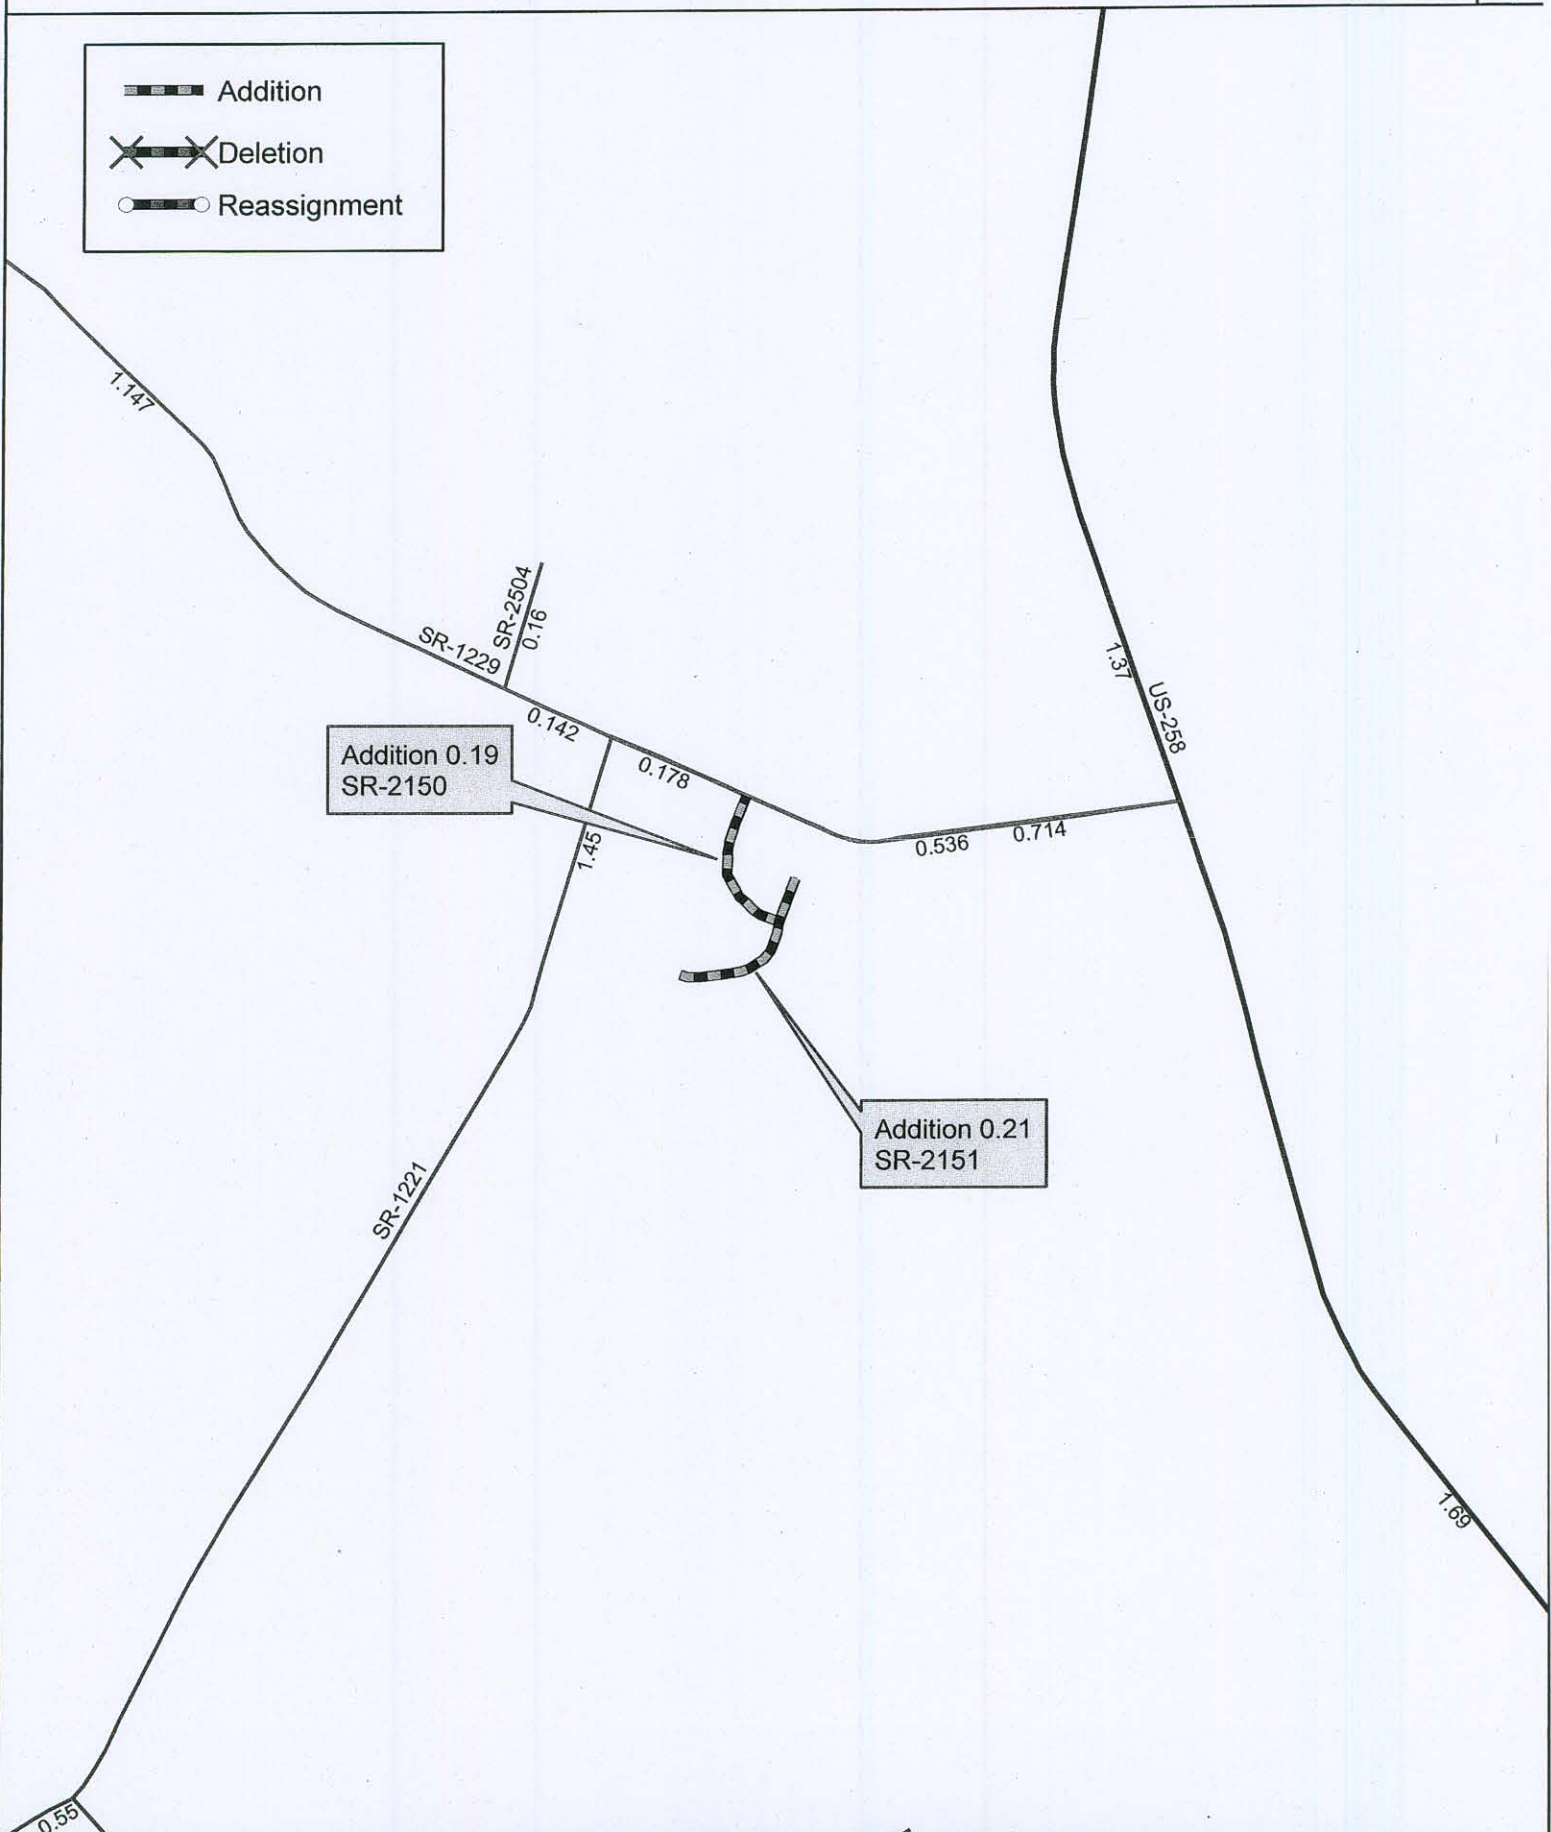 Addition
Deletion
Reassignment
1.147
SR-2504
0.16
SR-1229
0.142
0.178
1.37
US-258
Addition 0.19
SR-2150
1.45
0.536
0.714
Addition 0.21
SR-2151
SR-1221
1.69
0.55